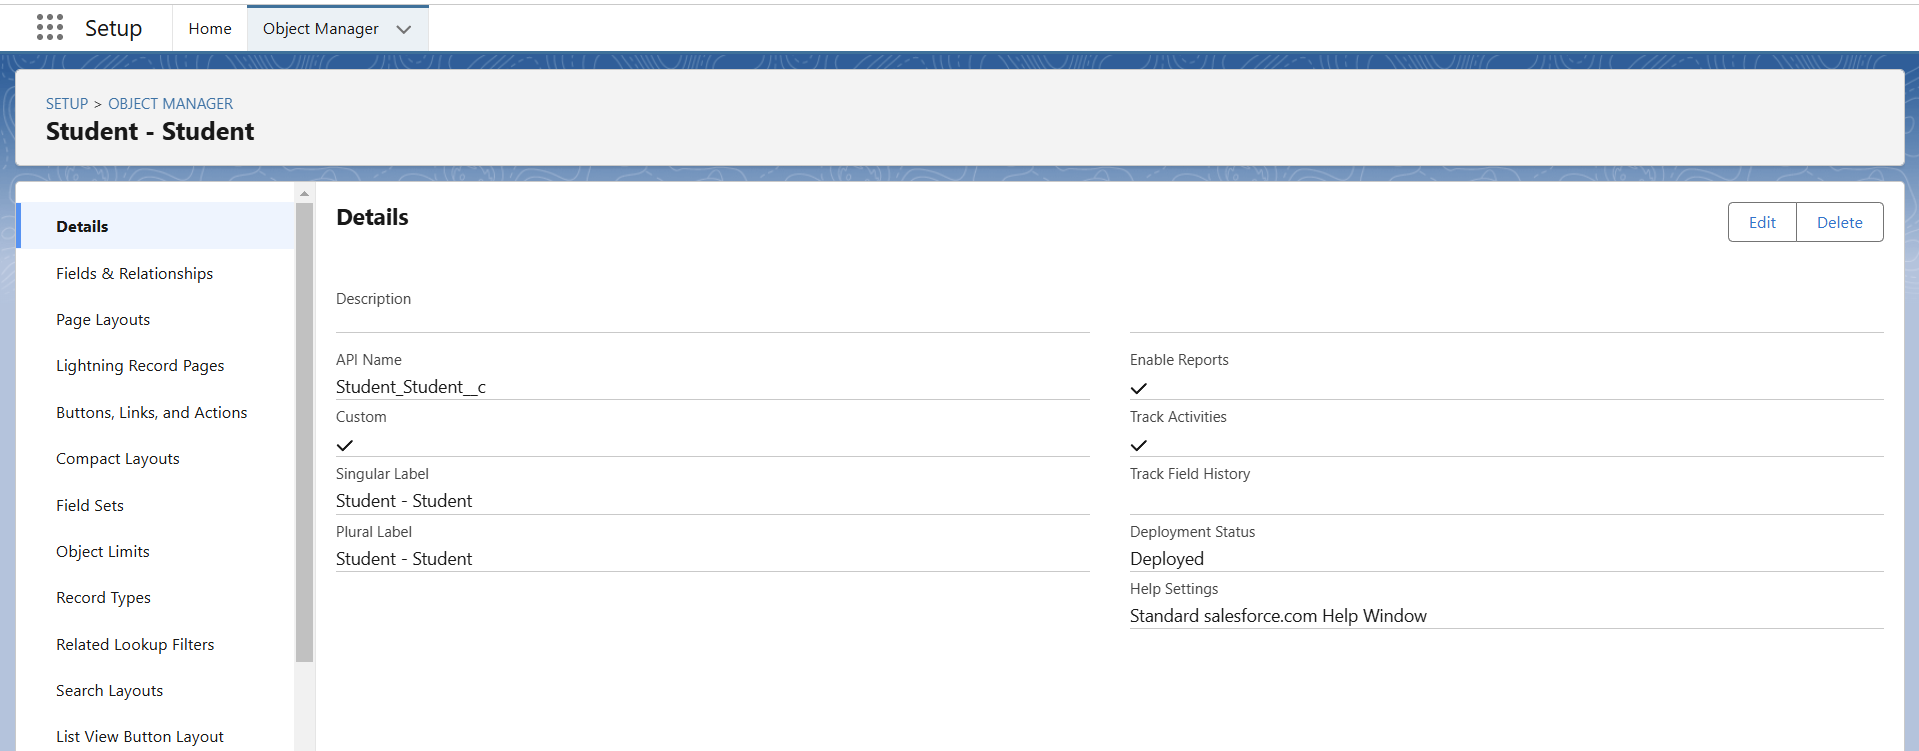 Setup
Home
Object Manager
SETUP > OBJECT MANAGER
Student - Student
Details
Fields & Relationships
Page Layouts
Lightning Record Pages
Buttons, Links, and Actions
Compact Layouts
Field Sets
Object Limits
Record Types
Related Lookup Filters
Search Layouts
List View Button Layout
Details
Edit
Delete
Description
API Name
Student_Student__c
Custom
Singular Label
Student - Student
Plural Label
Student - Student
Enable Reports
Track Activities
Track Field History
Deployment Status
Deployed
Help Settings
Standard salesforce.com Help Window